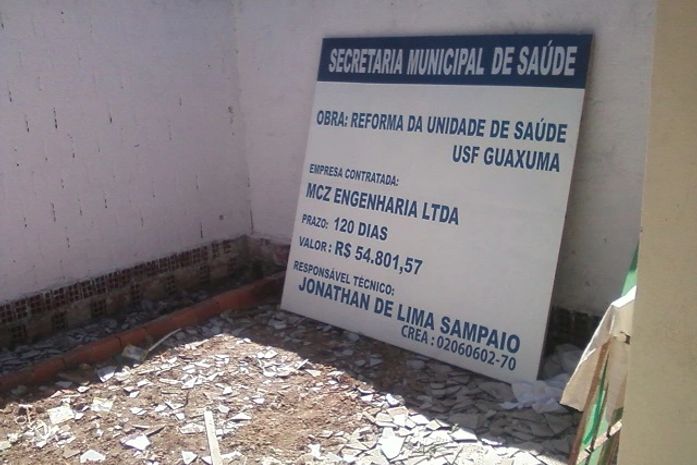 SECRETARIA MUNICIPAL DE SAÚDE
OBRA: REFORMA DA UNIDADE DE SAÚDE
USF GUAXUMA
EMPRESA CONTRATADA:
MCZ ENGENHARIA LTDA
PRAZO: 120 DIAS
VALOR: R$ 54.801,57
RESPONSÁVEL TÉCNICO:
JONATHAN DE LIMA SAMPAIO
CREA: 02060602-70